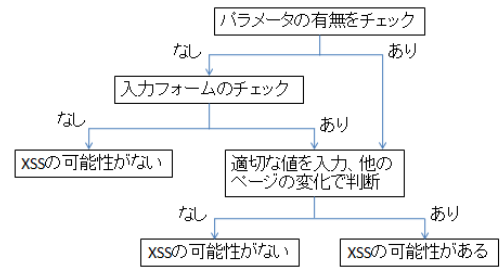 パラメータの有無をチェック
なし
あり
入力フォームのチェック
なし
あり
XSSの可能性がない
適切な値を入力、他の
ページの変化で判断
なし
あり
XSSの可能性がない
XSSの可能性がある